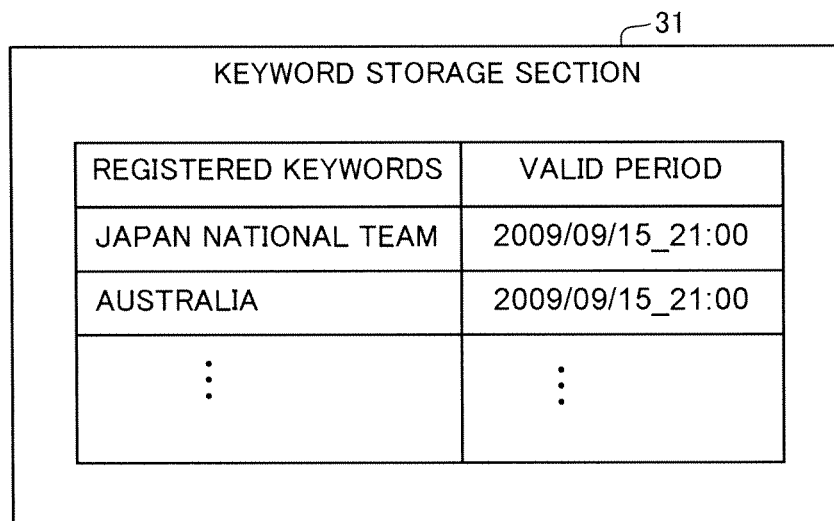 31
KEYWORD STORAGE SECTION
REGISTERED KEYWORDS VALID PERIOD
JAPAN NATIONAL TEAM 2009/09/15_21:00
AUSTRALIA 2009/09/15_21:00